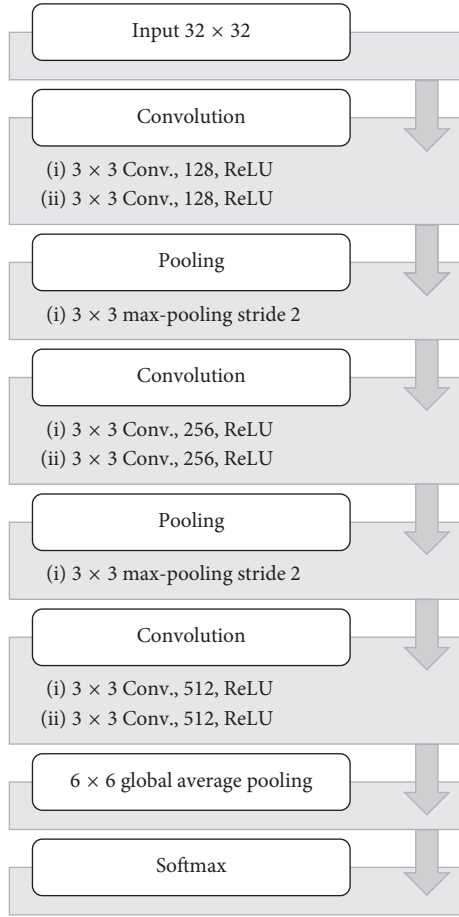 Input 32 × 32
Convolution
(i) 3 × 3 Conv., 128, ReLU
(ii) 3 × 3 Conv., 128, ReLU
Pooling
(i) 3 × 3 max-pooling stride 2
Convolution
(i) 3 × 3 Conv., 256, ReLU
(ii) 3 × 3 Conv., 256, ReLU
Pooling
(i) 3 × 3 max-pooling stride 2
Convolution
(i) 3 × 3 Conv., 512, ReLU
(ii) 3 × 3 Conv., 512, ReLU
6 × 6 global average pooling
Softmax